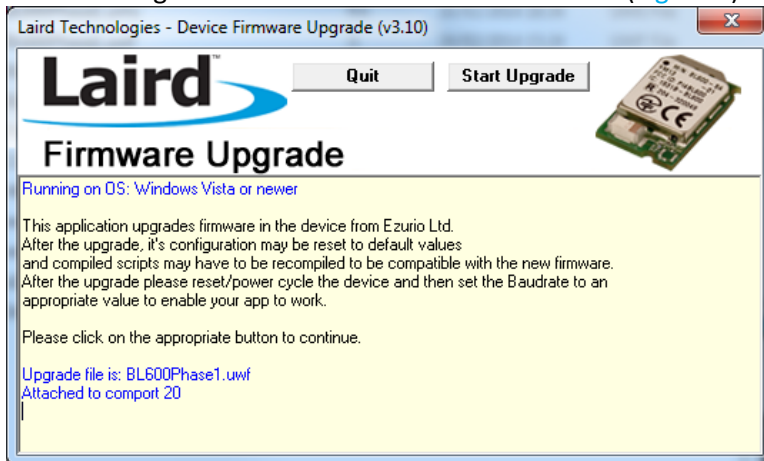 Laird Technologies - Device Firmware Upgrade (v3.10)
Laird™
Quit
Start Upgrade
Firmware Upgrade
Running on OS: Windows Vista or newer
This application upgrades firmware in the device from Ezurio Ltd.
After the upgrade, it's configuration may be reset to default values
and compiled scripts may have to be recompiled to be compatible with the new firmware.
After the upgrade please reset/power cycle the device and then set the Baudrate to an
appropriate value to enable your app to work.
Please click on the appropriate button to continue.
Upgrade file is: BL600Phase1.uwf
Attached to comport 20